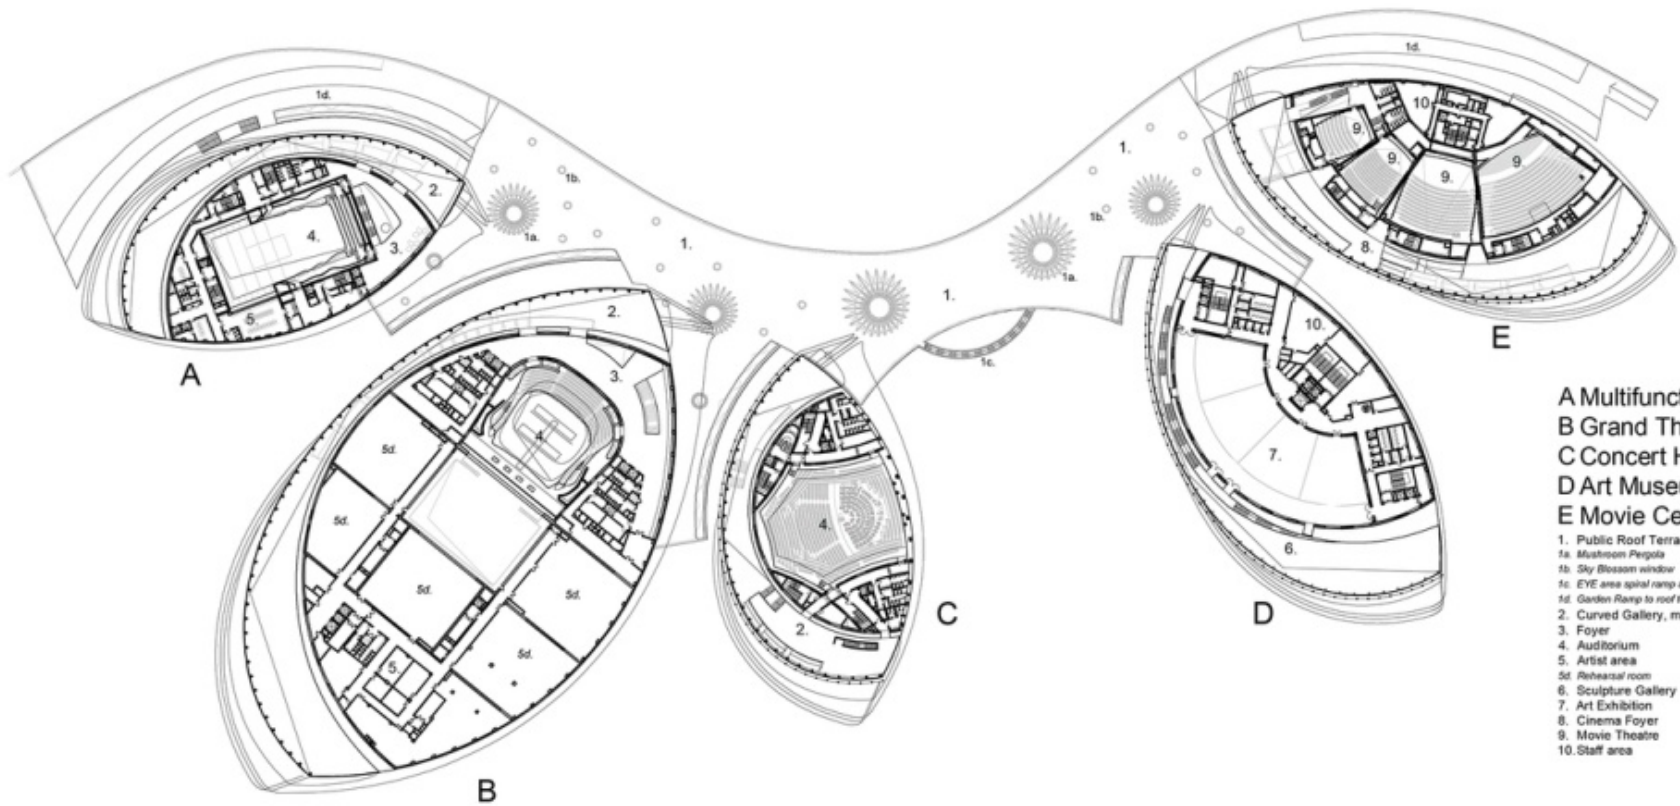 1d.
1d.
10.
9.
9.
9.
9.
8.
E
1.
1b.
1b.
1a.
1.
1.
1a.
1c.
2.
4.
3.
5.
A
2.
3.
4.
5d.
5d.
5d.
5d.
5d.
5.
B
4.
2.
C
10.
7.
6.
D
A Multifunct
B Grand Th
C Concert H
D Art Museu
E Movie Ce
1. Public Roof Terra
1a. Mushroom Pergola
1b. Sky Blossom window
1c. EYE area spiral ramp
1d. Garden Ramp to roof t
2. Curved Gallery, m
3. Foyer
4. Auditorium
5. Artist area
5d. Rehearsal room
6. Sculpture Gallery
7. Art Exhibition
8. Cinema Foyer
9. Movie Theatre
10. Staff area